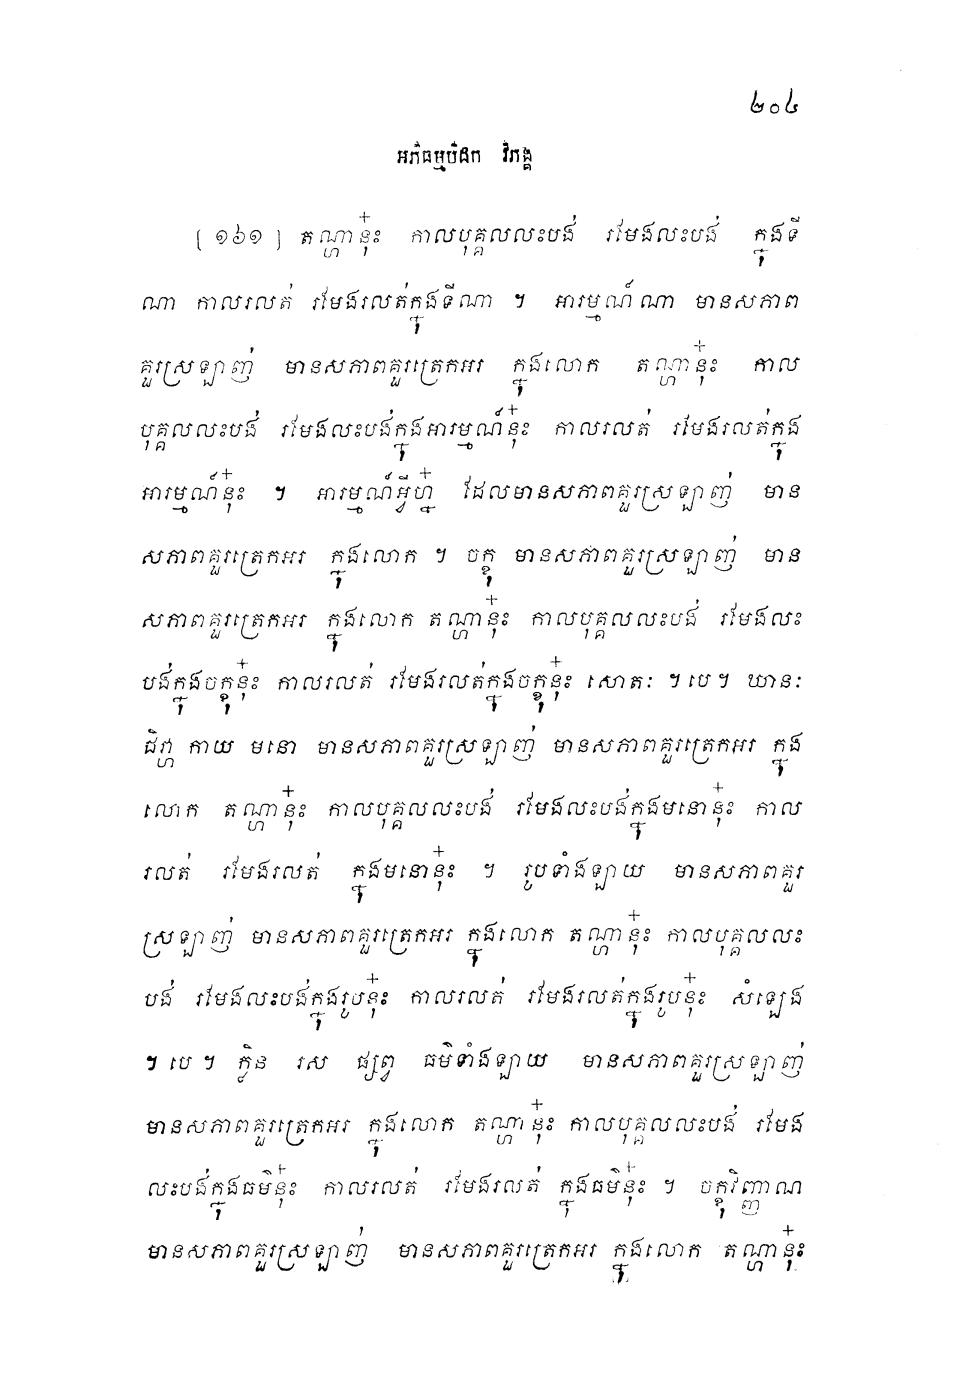 ២០៤
អភិធម្មបិដក វិភង្គ
[ ១៦១ ] តណ្ហានុ៎ះ កាលបុគ្គលលះបង់ រមែងលះបង់ ក្នុងទី
ណា កាលរលត់ រមែងរលត់ក្នុងទីណា ។ អារម្មណ៍ណា មានសភាព
គួរស្រឡាញ់ មានសភាពគួរត្រេកអរ ក្នុងលោក តណ្ហានុ៎ះ កាល
បុគ្គលលះបង់ រមែងលះបង់ក្នុងអារម្មណ៍នុ៎ះ កាលរលត់ រមែងរលត់ក្នុង
អារម្មណ៍នុ៎ះ ។ អារម្មណ៍អ្វីហ្ន៎ ដែលមានសភាពគួរស្រឡាញ់ មាន
សភាពគួរត្រេកអរ ក្នុងលោក ។ ចក្ខុ មានសភាពគួរស្រឡាញ់ មាន
សភាពគួរត្រេកអរ ក្នុងលោក តណ្ហានុ៎ះ កាលបុគ្គលលះបង់ រមែងលះ
បង់ក្នុងចក្ខុនុ៎ះ កាលរលត់ រមែងរលត់ក្នុងចក្ខុនុ៎ះ សោតៈ ។ បេ ។ ឃានៈ
ជិវ្ហា កាយ មនោ មានសភាពគួរស្រឡាញ់ មានសភាពគួរត្រេកអរ ក្នុង
លោក តណ្ហានុ៎ះ កាលបុគ្គលលះបង់ រមែងលះបង់ក្នុងមនោនុ៎ះ កាល
រលត់ រមែងរលត់ ក្នុងមនោនុ៎ះ ។ រូបទាំងឡាយ មានសភាពគួរ
ស្រឡាញ់ មានសភាពគួរត្រេកអរ ក្នុងលោក តណ្ហានុ៎ះ កាលបុគ្គលលះ
បង់ រមែងលះបង់ក្នុងរូបនុ៎ះ កាលរលត់ រមែងរលត់ក្នុងរូបនុ៎ះ សំឡេង
។ បេ ។ ក្លិន រស ផ្សព្វ ធម៌ទាំងឡាយ មានសភាពគួរស្រឡាញ់
មានសភាពគួរត្រេកអរ ក្នុងលោក តណ្ហានុ៎ះ កាលបុគ្គលលះបង់ រមែង
លះបង់ក្នុងធម៌នុ៎ះ កាលរលត់ រមែងរលត់ ក្នុងធម៌នុ៎ះ ។ ចក្ខុវិញ្ញាណ
មានសភាពគួរស្រឡាញ់ មានសភាពគួរត្រេកអរ ក្នុងលោក តណ្ហានុ៎ះ